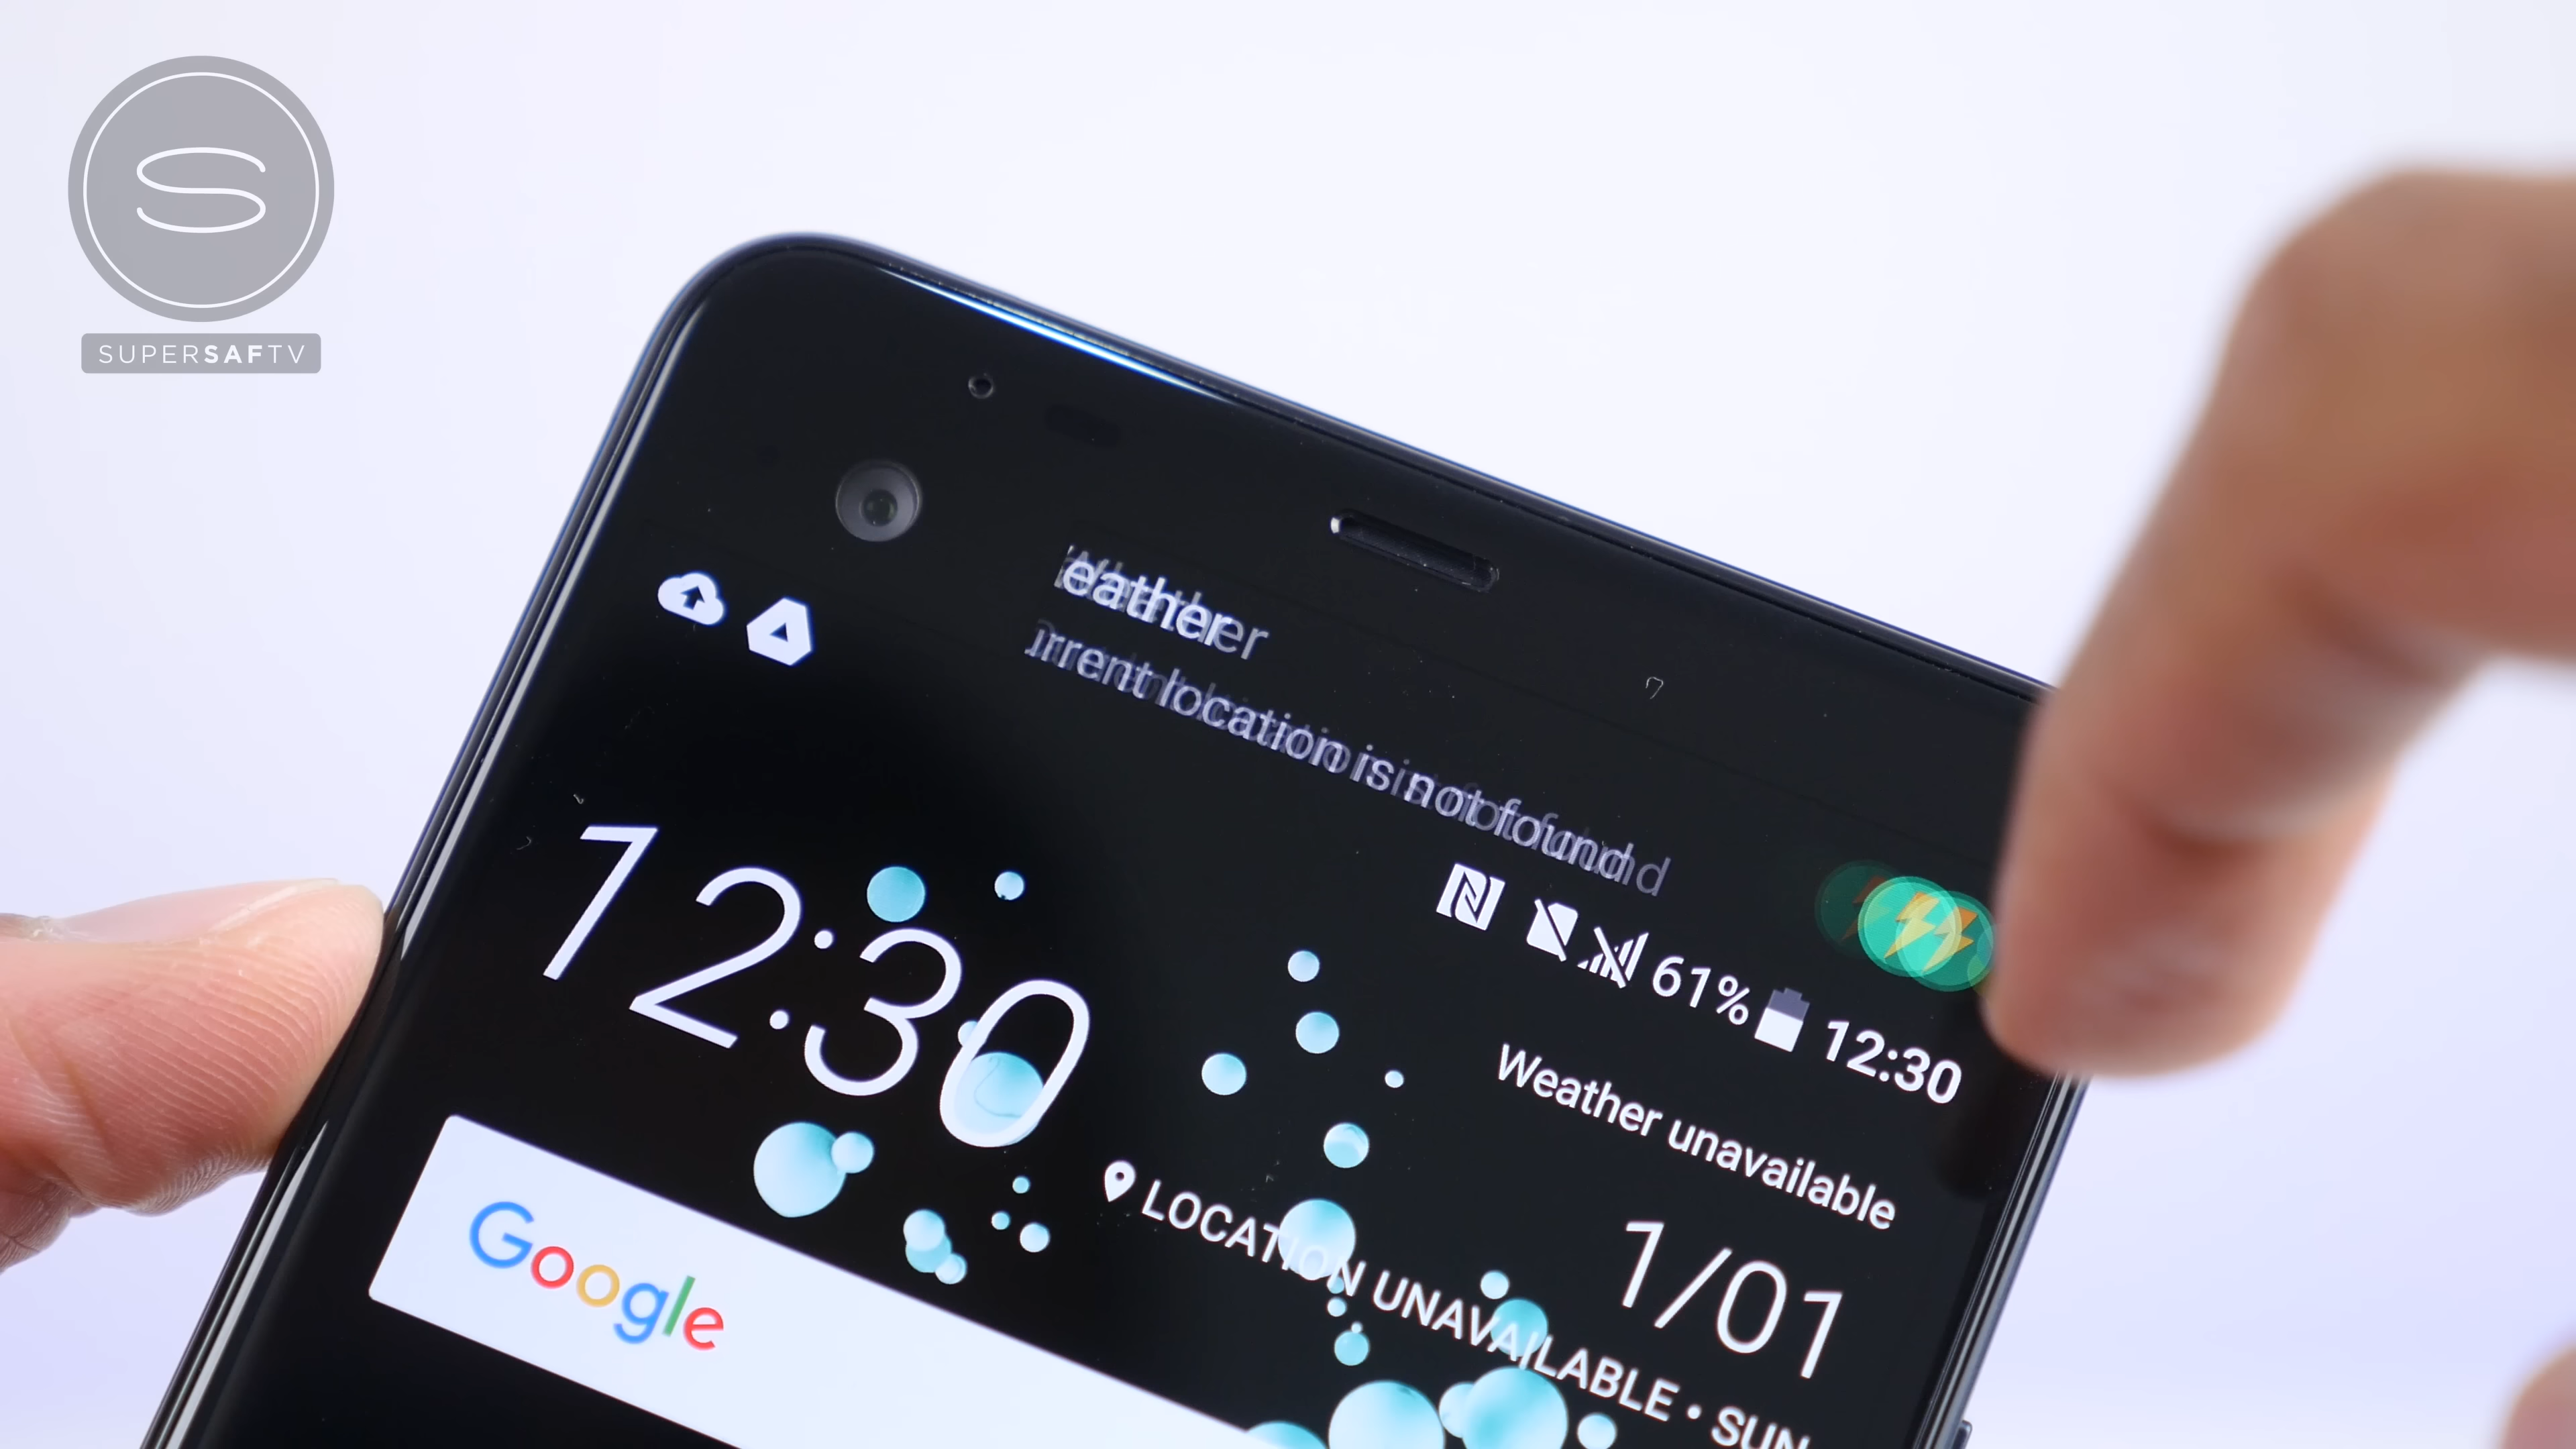 S
SUPERSAFTV
eather
rrent location is not found
61% 12:30
12:30
Weather unavailable
1/01
LOCATION UNAVAILABLE • SUN
Google